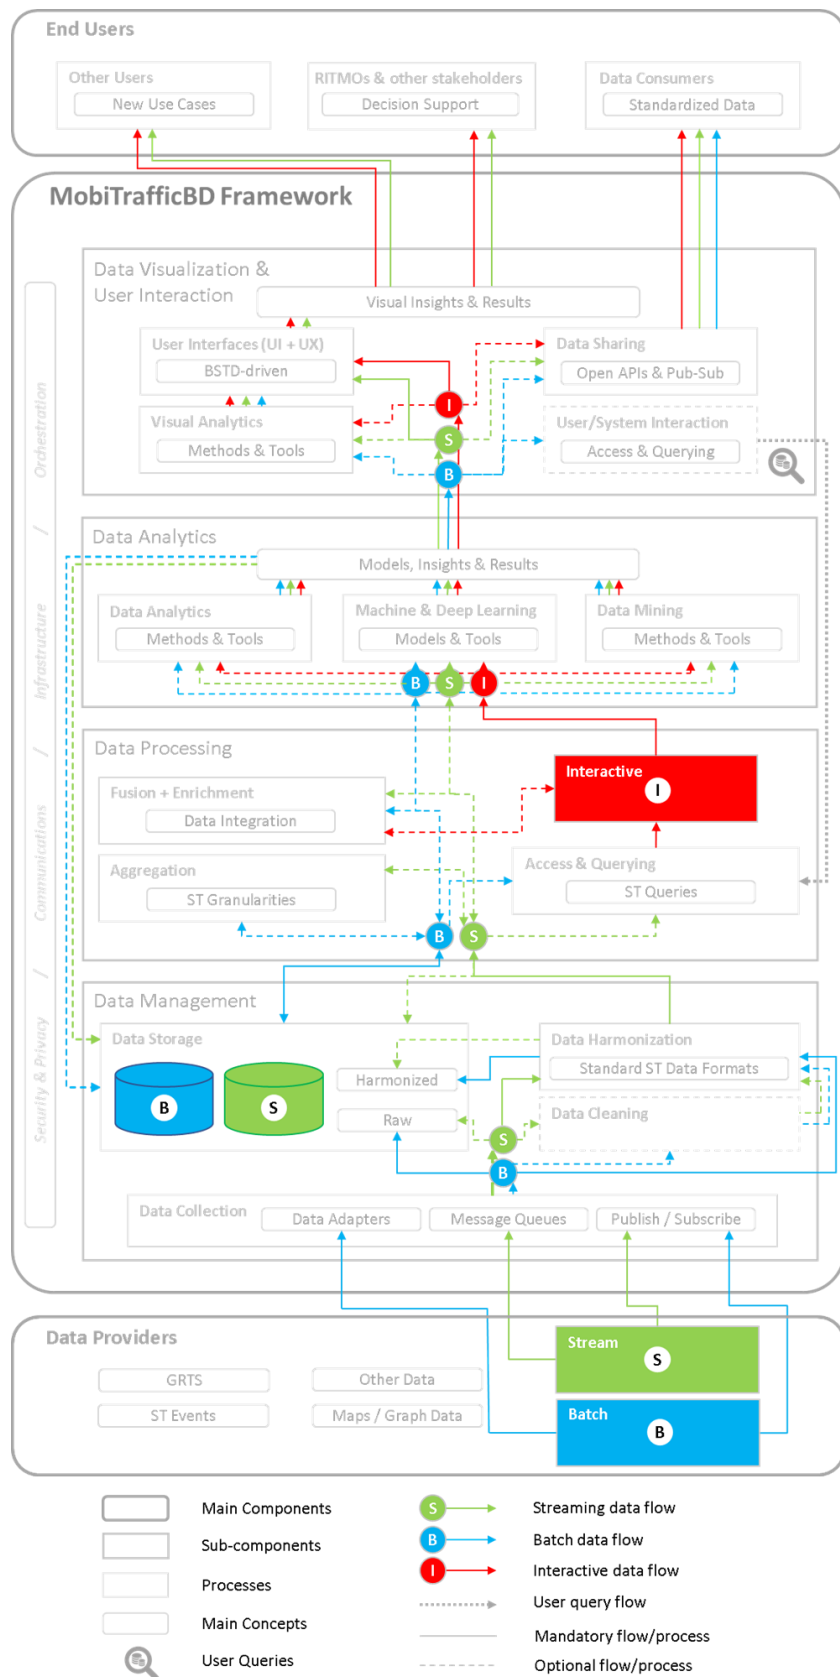 End Users
Other Users
New Use Cases
RITMOs & other stakeholders
Decision Support
Data Consumers
Standardized Data
MobiTrafficBD Framework
Security & Privacy / Communications / Infrastructure / Orchestration
Data Visualization &
User Interaction
Visual Insights & Results
User Interfaces (UI + UX)
BSTD-driven
Data Sharing
Open APIs & Pub-Sub
I
Visual Analytics
Methods & Tools
S
User/System Interaction
Access & Querying
B
Data Analytics
Models, Insights & Results
Data Analytics
Methods & Tools
Machine & Deep Learning
Models & Tools
Data Mining
Methods & Tools
B S I
Data Processing
Interactive
I
Fusion + Enrichment
Data Integration
Aggregation
ST Granularities
Access & Querying
ST Queries
B S
Data Management
Data Storage
B
S
Harmonized
Raw
Data Harmonization
Standard ST Data Formats
Data Cleaning
S
B
Data Collection
Data Adapters
Message Queues
Publish / Subscribe
Data Providers
Stream
S
Batch
B
GRTS
Other Data
ST Events
Maps / Graph Data
Main Components
Sub-components
Processes
Main Concepts
User Queries
S Streaming data flow
B Batch data flow
I Interactive data flow
User query flow
Mandatory flow/process
Optional flow/process